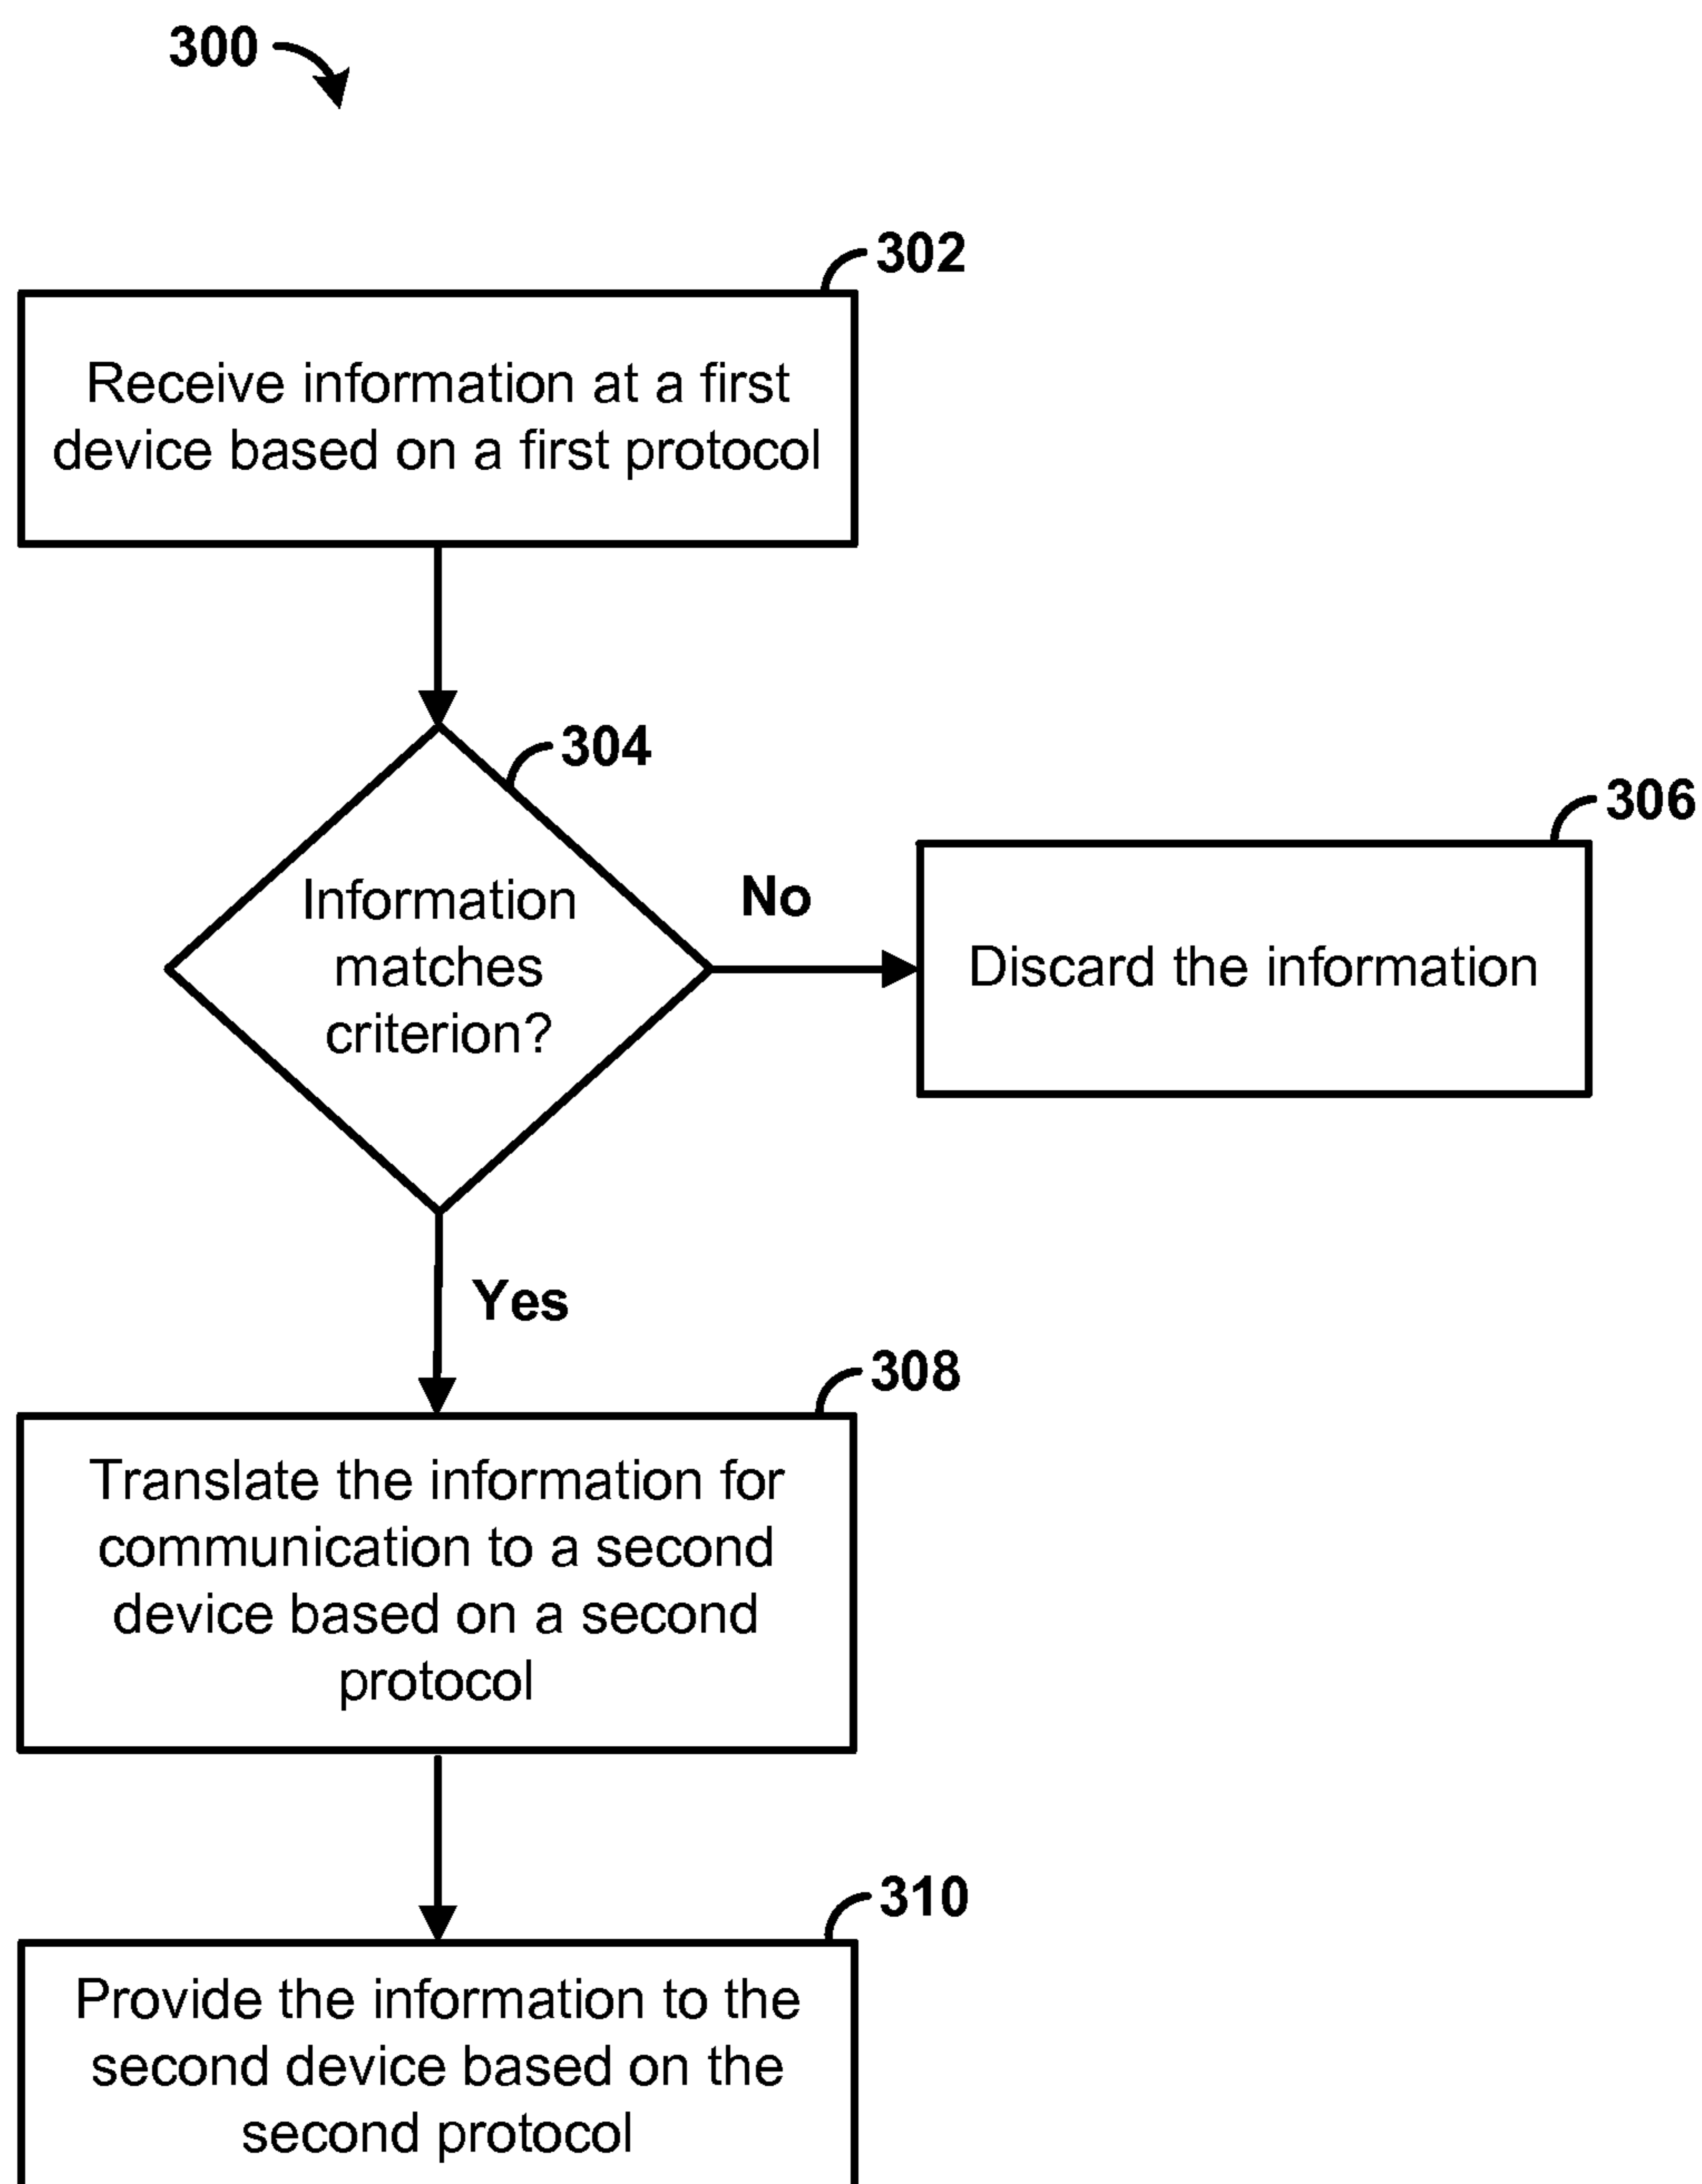 300
302
Receive information at a first
device based on a first protocol
304
Information
matches
criterion?
No
306
Discard the information
Yes
308
Translate the information for
communication to a second
device based on a second
protocol
310
Provide the information to the
second device based on the
second protocol